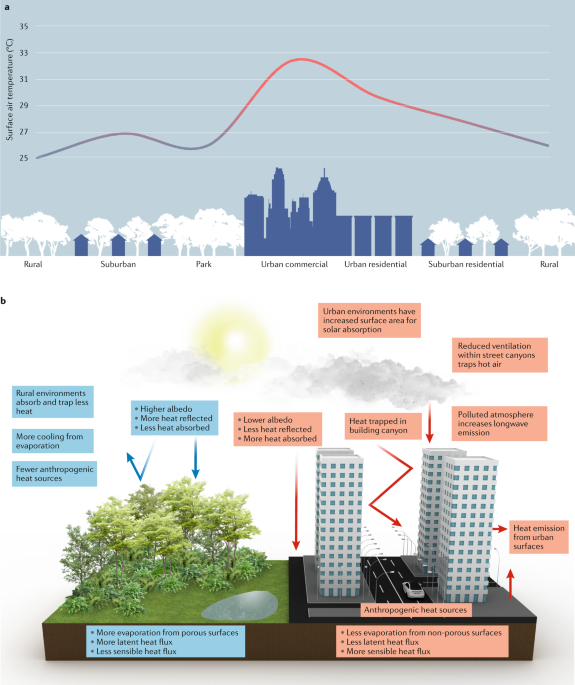 a
35
33
31
29
27
25
Surface air temperature (°C)
Rural
Suburban
Park
Urban commercial
Urban residential
Suburban residential
Rural
b
Urban environments have
increased surface area for
solar absorption
Reduced ventilation
within street canyons
traps hot air
Rural environments
absorb and trap less
heat
• Higher albedo
• More heat reflected
• Less heat absorbed
• Lower albedo
• Less heat reflected
• More heat absorbed
Heat trapped in
building canyon
Polluted atmosphere
increases longwave
emission
More cooling from
evaporation
Fewer anthropogenic
heat sources
Heat emission
from urban
surfaces
Anthropogenic heat sources
• More evaporation from porous surfaces
• More latent heat flux
• Less sensible heat flux
• Less evaporation from non-porous surfaces
• Less latent heat flux
• More sensible heat flux